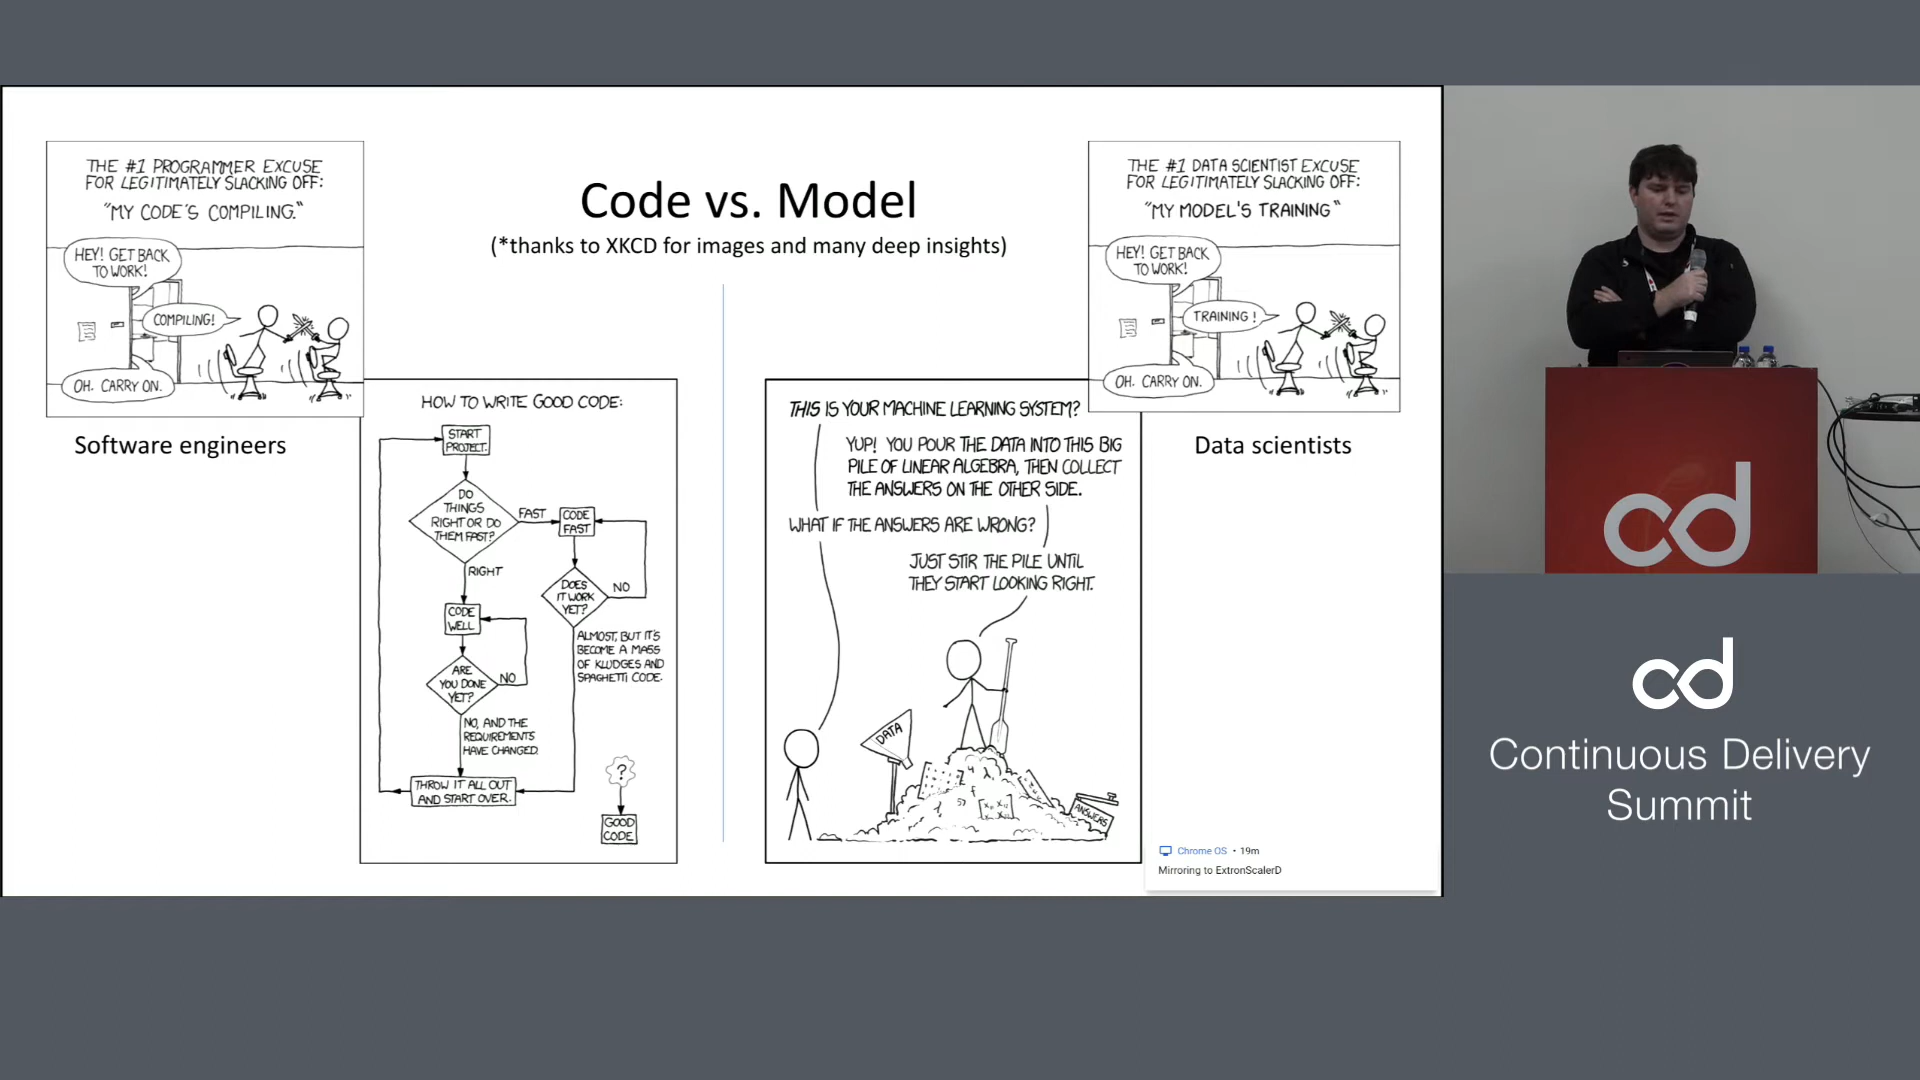 THE #1 PROGRAMMER EXCUSE
FOR LEGITIMATELY SLACKING OFF:
"MY CODE'S COMPILING."
HEY! GET BACK
TO WORK!
COMPILING!
OH. CARRY ON.
Software engineers
Code vs. Model
(*thanks to XKCD for images and many deep insights)
HOW TO WRITE GOOD CODE:
START
PROJECT.
DO
THINGS
RIGHT OR DO
THEM FAST?
FAST
CODE
FAST
RIGHT
DOES
IT WORK
YET?
NO
CODE
WELL
ALMOST, BUT IT'S
BECOME A MASS
OF KLUDGES AND
SPAGHETTI CODE.
ARE
YOU DONE
YET?
NO
NO, AND THE
REQUIREMENTS
HAVE CHANGED.
THROW IT ALL OUT
AND START OVER.
?
GOOD
CODE
THIS IS YOUR MACHINE LEARNING SYSTEM?
YUP! YOU POUR THE DATA INTO THIS BIG
PILE OF LINEAR ALGEBRA, THEN COLLECT
THE ANSWERS ON THE OTHER SIDE.
WHAT IF THE ANSWERS ARE WRONG?
JUST STIR THE PILE UNTIL
THEY START LOOKING RIGHT.
DATA
ANSWERS
THE #1 DATA SCIENTIST EXCUSE
FOR LEGITIMATELY SLACKING OFF:
"MY MODEL'S TRAINING"
HEY! GET BACK
TO WORK!
TRAINING!
OH. CARRY ON.
Data scientists
Chrome OS • 19m
Mirroring to ExtronScalerD
cd
cd
Continuous Delivery
Summit